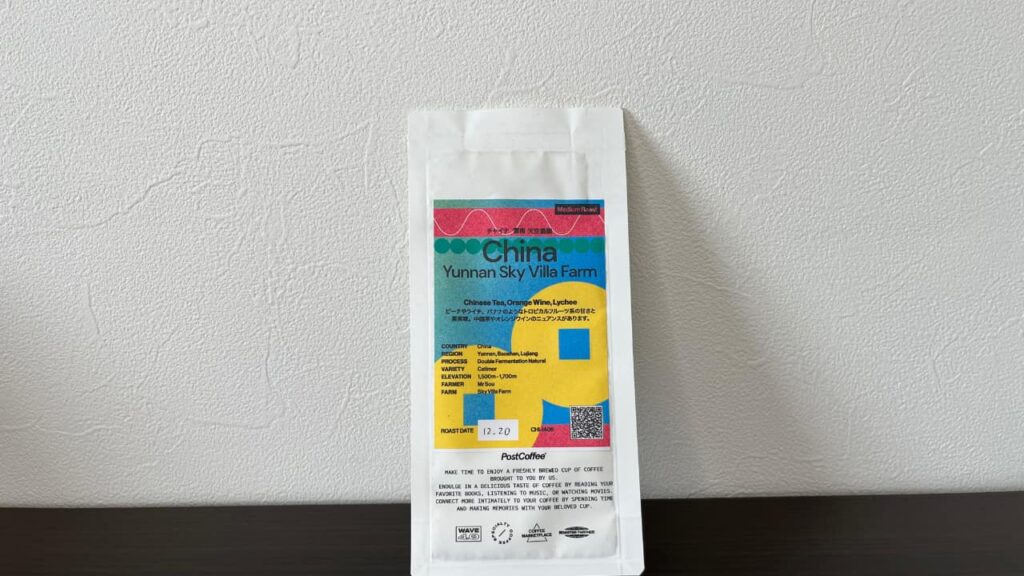 Medium Roast
チャイナ 雲南 天空農園
China
Yunnan Sky Villa Farm
Chinese Tea, Orange Wine, Lychee
ピーチやライチ、バナナのようなトロピカルフルーツ系の甘さと
果実味。中国茶やオレンジワインのニュアンスがあります。
COUNTRY China
REGION Yunnan, Baoshan, Lujiang
PROCESS Double Fermentation Natural
VARIETY Catimor
ELEVATION 1,500m-1,700m
FARMER Mr Sou
FARM Sky Villa Farm
ROAST DATE 12.20
PostCoffee
MAKE TIME TO ENJOY A FRESHLY BREWED CUP OF COFFEE
BROUGHT TO YOU BY US.
ENDULGE IN A DELICIOUS TASTE OF COFFEE BY READING YOUR
FAVORITE BOOKS, LISTENING TO MUSIC, OR WATCHING MOVIES.
CONNECT MORE INTIMATELY TO YOUR COFFEE BY SPENDING TIME
AND MAKING MEMORIES WITH YOUR BELOVED CUP.
WAVE
SPECIALTY COFFEE
COFFEE
MARKETPLACE